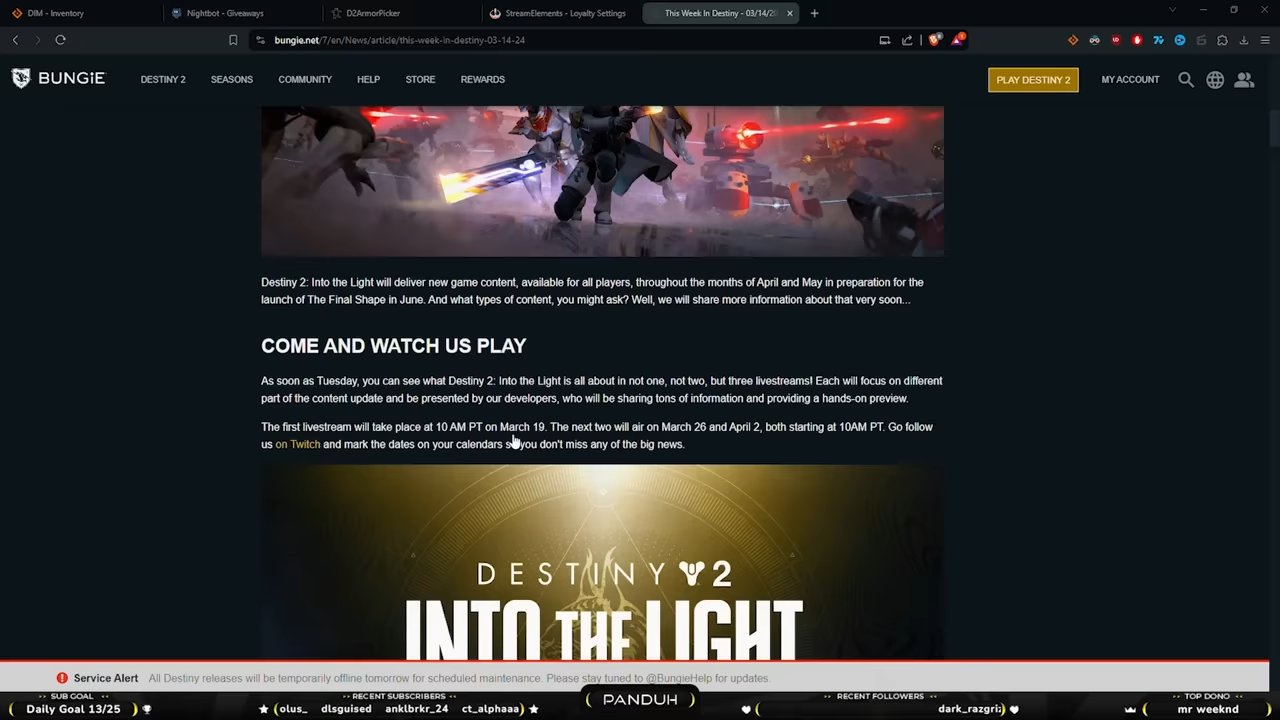 DIM - Inventory
Nightbot - Giveaways
D2ArmorPicker
StreamElements - Loyalty Settings
This Week In Destiny - 03/14/20
bungie.net/7/en/News/article/this-week-in-destiny-03-14-24
BUNGiE
DESTINY 2
SEASONS
COMMUNITY
HELP
STORE
REWARDS
PLAY DESTINY 2
MY ACCOUNT
Destiny 2: Into the Light will deliver new game content, available for all players, throughout the months of April and May in preparation for the
launch of The Final Shape in June. And what types of content, you might ask? Well, we will share more information about that very soon...
COME AND WATCH US PLAY
As soon as Tuesday, you can see what Destiny 2: Into the Light is all about in not one, not two, but three livestreams! Each will focus on different
part of the content update and be presented by our developers, who will be sharing tons of information and providing a hands-on preview.
The first livestream will take place at 10 AM PT on March 19. The next two will air on March 26 and April 2, both starting at 10AM PT. Go follow
us on Twitch and mark the dates on your calendars so you don't miss any of the big news.
DESTINY 2
INTO THE LIGHT
Service Alert All Destiny releases will be temporarily offline tomorrow for scheduled maintenance. Please stay tuned to @BungieHelp for updates.
SUB GOAL
Daily Goal 13/25
RECENT SUBSCRIBERS
olus_ dlsguised anklbrkr_24 ct_alphaaa
PANDUH
RECENT FOLLOWERS
dark_razgri
TOP DONO
mr weeknd